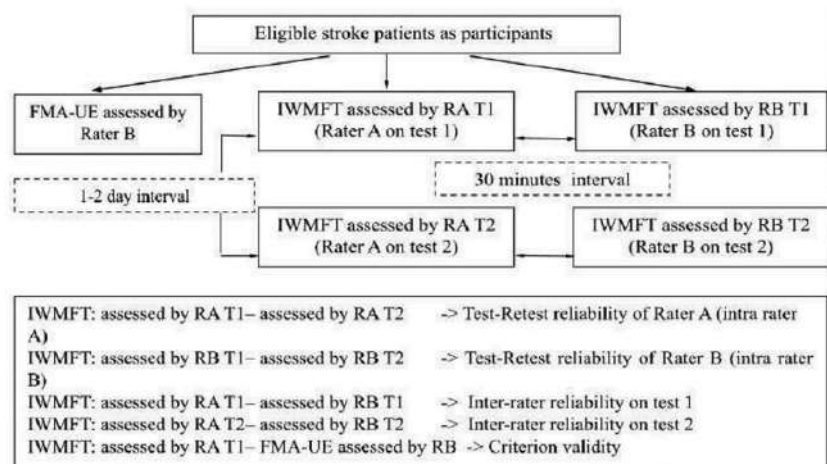 Eligible stroke patients as participants
FMA-UE assessed by
Rater B
IWMFT assessed by RA T1
(Rater A on test 1)
IWMFT assessed by RB T1
(Rater B on test 1)
1-2 day interval
30 minutes interval
IWMFT assessed by RA T2
(Rater A on test 2)
IWMFT assessed by RB T2
(Rater B on test 2)
IWMFT: assessed by RA T1– assessed by RA T2 -> Test-Retest reliability of Rater A (intra rater
A)
IWMFT: assessed by RB T1– assessed by RB T2 -> Test-Retest reliability of Rater B (intra rater
B)
IWMFT: assessed by RA T1– assessed by RB T1 -> Inter-rater reliability on test 1
IWMFT: assessed by RA T2– assessed by RB T2 -> Inter-rater reliability on test 2
IWMFT: assessed by RA T1– FMA-UE assessed by RB -> Criterion validity